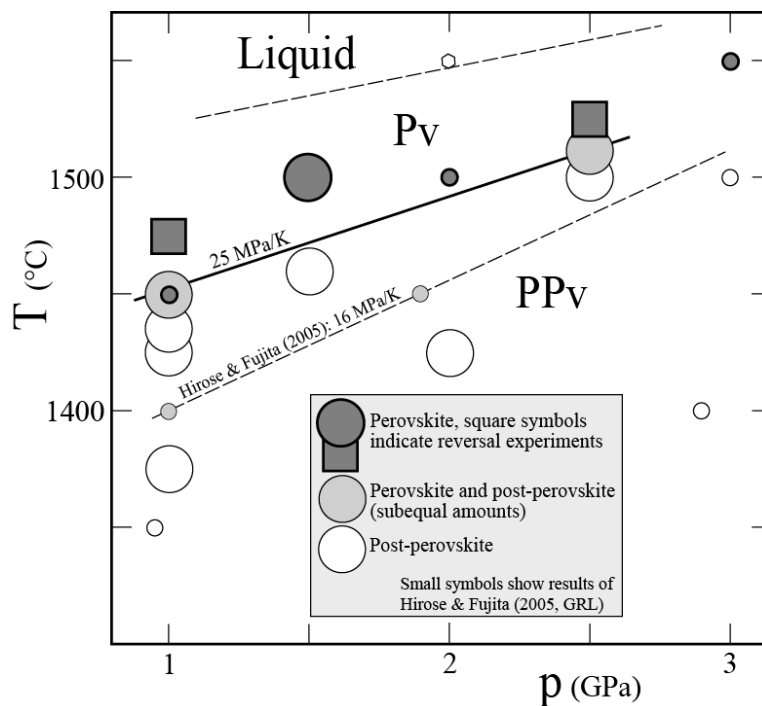 Liquid
Pv
1500
25 MPa/K
T (°C)
PPv
Hirose & Fujita (2005): 16 MPa/K
1400
Perovskite, square symbols
indicate reversal experiments
Perovskite and post-perovskite
(subequal amounts)
Post-perovskite
Small symbols show results of
Hirose & Fujita (2005, GRL)
1
2
3
p (GPa)